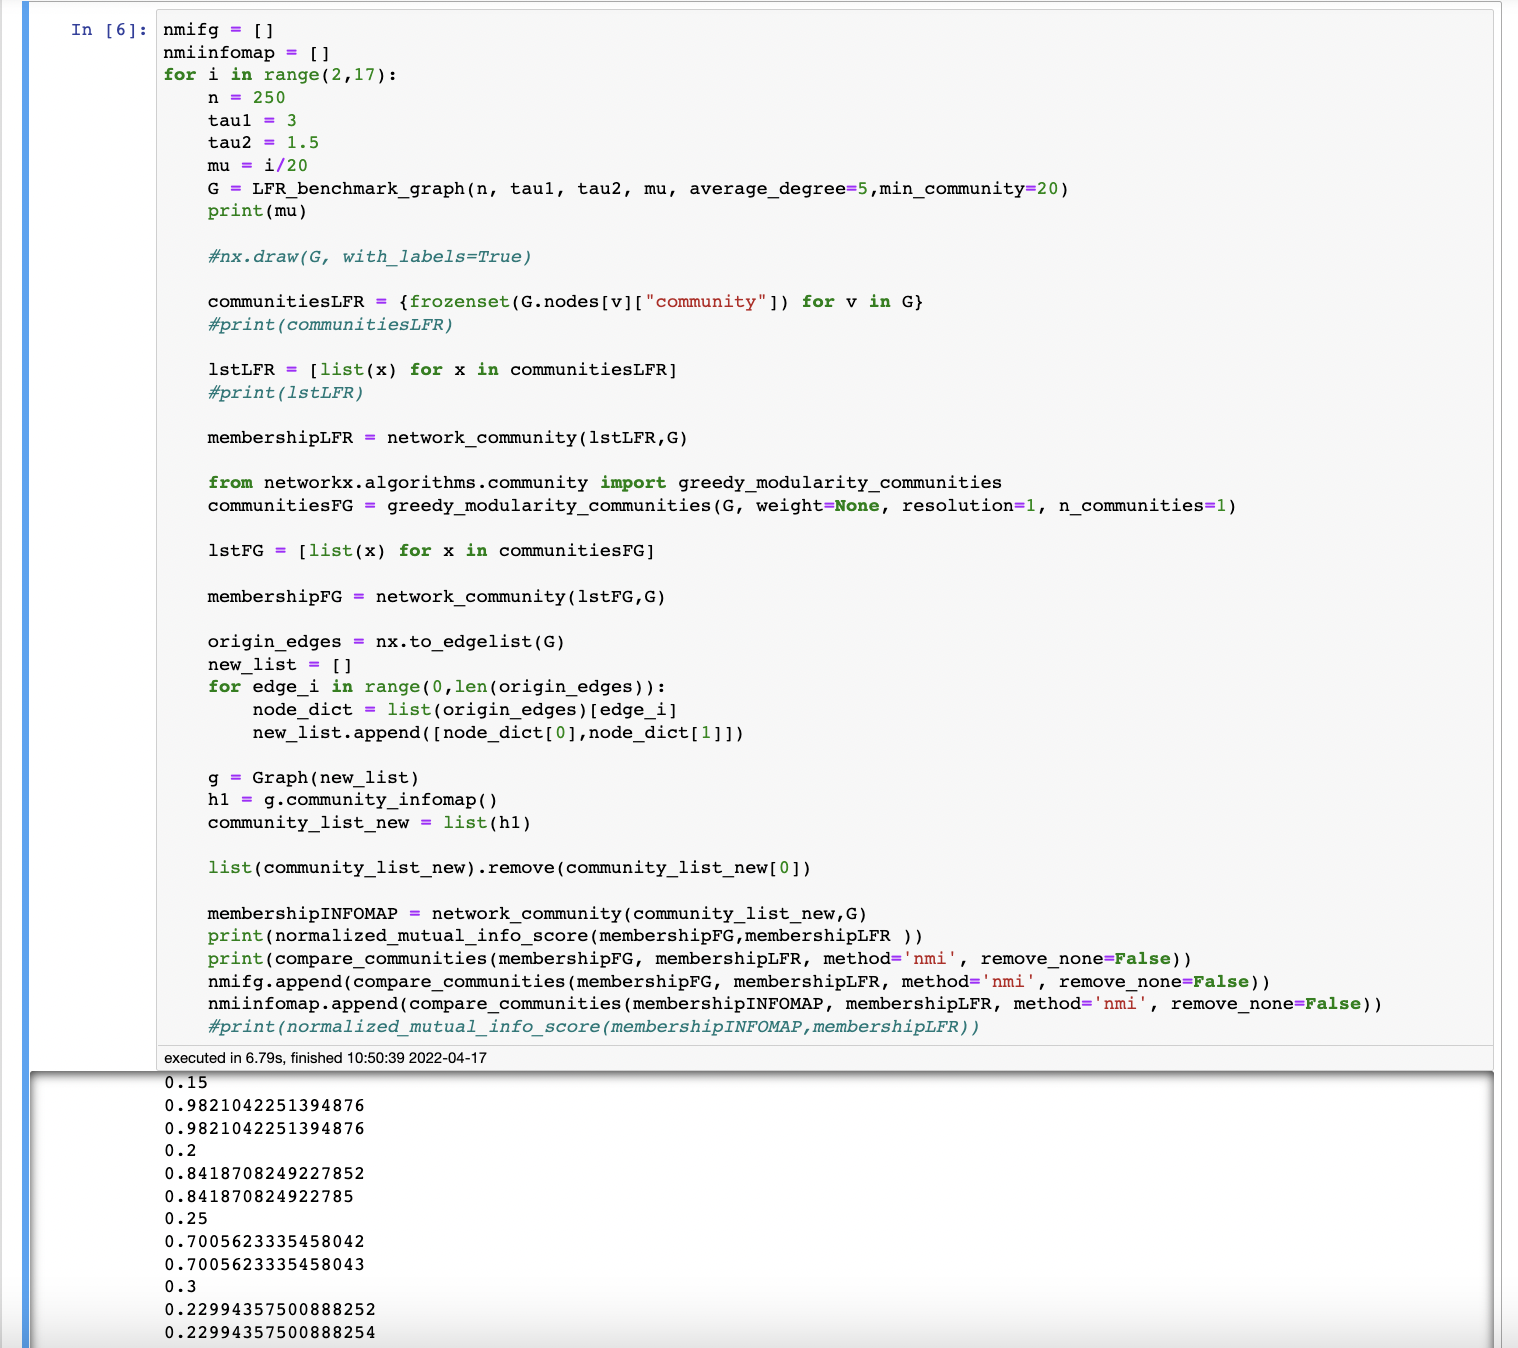 In [6]:
nmifg = []
nmiinfomap = []
for i in range(2,17):
    n = 250
    tau1 = 3
    tau2 = 1.5
    mu = i/20
    G = LFR_benchmark_graph(n, tau1, tau2, mu, average_degree=5,min_community=20)
    print(mu)

    #nx.draw(G, with_labels=True)

    communitiesLFR = {frozenset(G.nodes[v]["community"]) for v in G}
    #print(communitiesLFR)

    lstLFR = [list(x) for x in communitiesLFR]
    #print(lstLFR)

    membershipLFR = network_community(lstLFR,G)

    from networkx.algorithms.community import greedy_modularity_communities
    communitiesFG = greedy_modularity_communities(G, weight=None, resolution=1, n_communities=1)

    lstFG = [list(x) for x in communitiesFG]

    membershipFG = network_community(lstFG,G)

    origin_edges = nx.to_edgelist(G)
    new_list = []
    for edge_i in range(0,len(origin_edges)):
        node_dict = list(origin_edges)[edge_i]
        new_list.append([node_dict[0],node_dict[1]])

    g = Graph(new_list)
    h1 = g.community_infomap()
    community_list_new = list(h1)

    list(community_list_new).remove(community_list_new[0])

    membershipINFOMAP = network_community(community_list_new,G)
    print(normalized_mutual_info_score(membershipFG,membershipLFR ))
    print(compare_communities(membershipFG, membershipLFR, method='nmi', remove_none=False))
    nmifg.append(compare_communities(membershipFG, membershipLFR, method='nmi', remove_none=False))
    nmiinfomap.append(compare_communities(membershipINFOMAP, membershipLFR, method='nmi', remove_none=False))
    #print(normalized_mutual_info_score(membershipINFOMAP,membershipLFR))
executed in 6.79s, finished 10:50:39 2022-04-17
0.15
0.9821042251394876
0.9821042251394876
0.2
0.8418708249227852
0.841870824922785
0.25
0.7005623335458042
0.7005623335458043
0.3
0.22994357500888252
0.22994357500888254